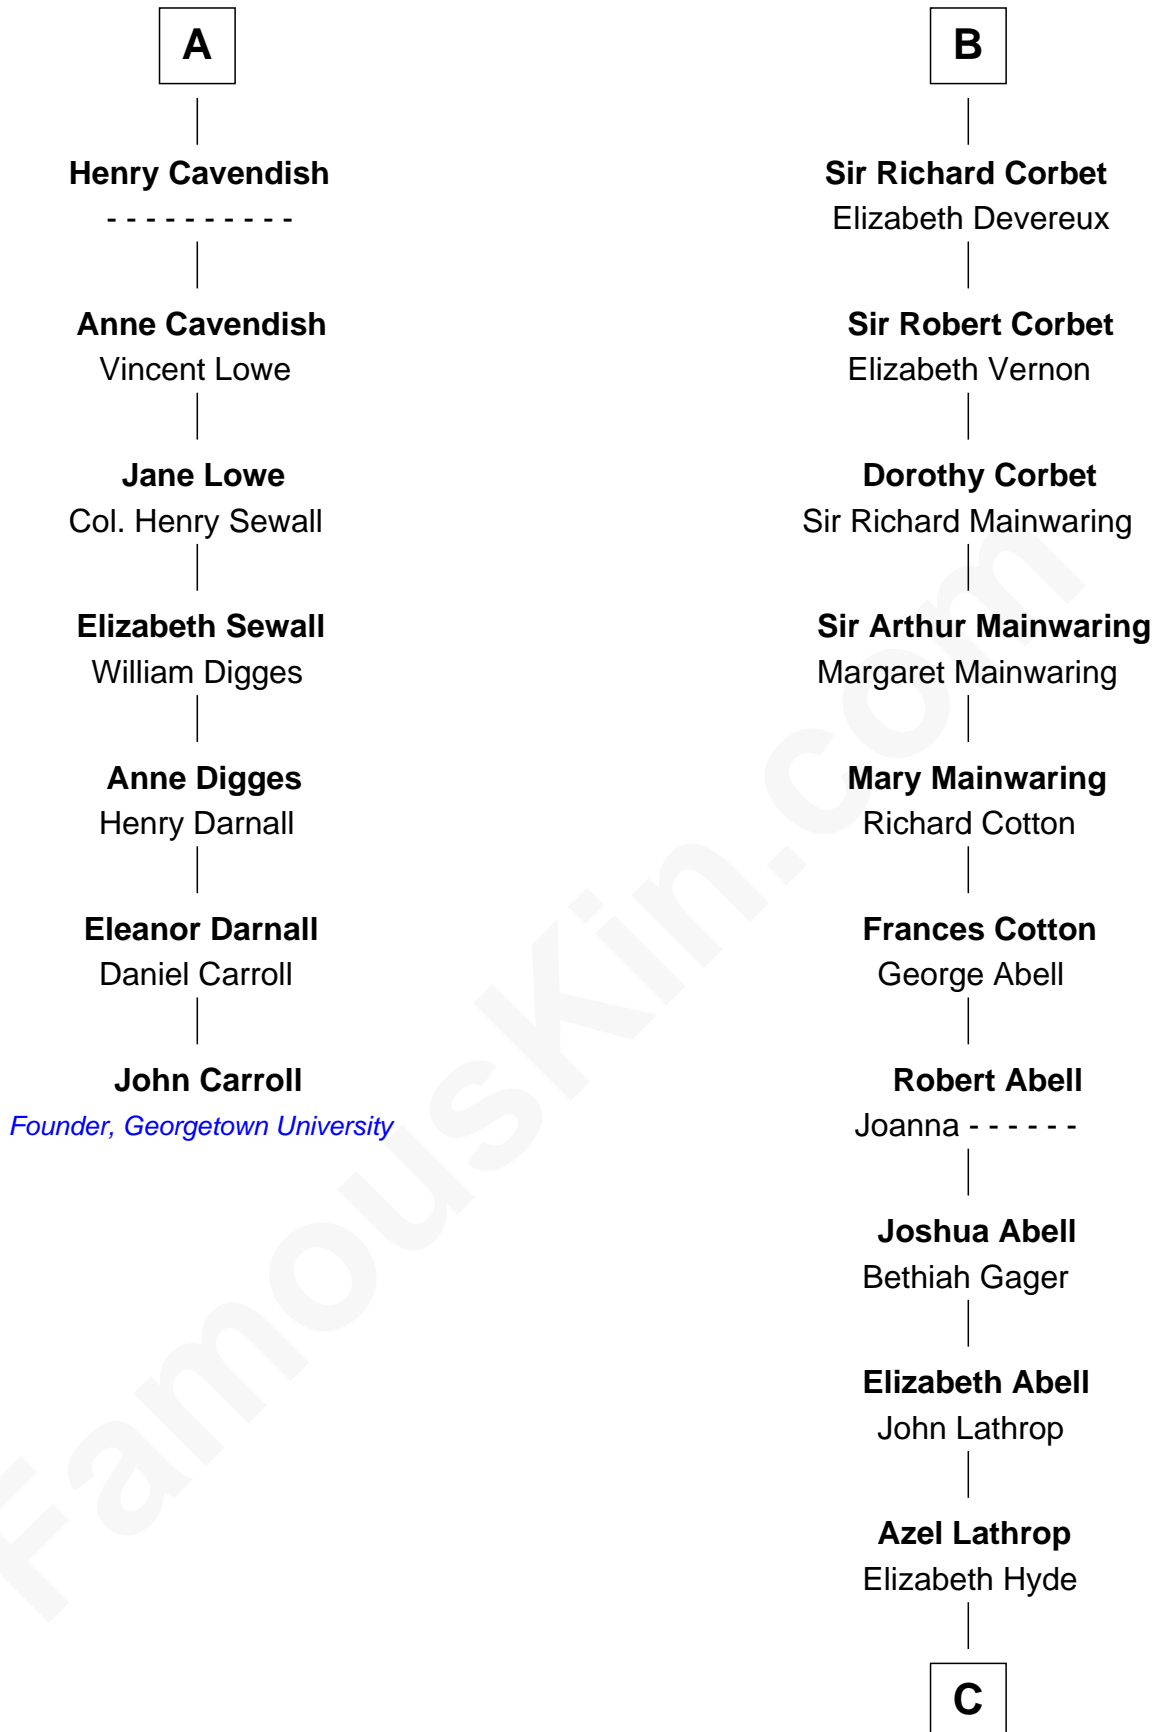 A
Henry Cavendish
- - - - - - - - - -
Anne Cavendish
Vincent Lowe
Jane Lowe
Col. Henry Sewall
Elizabeth Sewall
William Digges
Anne Digges
Henry Darnall
Eleanor Darnall
Daniel Carroll
John Carroll
Founder, Georgetown University
B
Sir Richard Corbet
Elizabeth Devereux
Sir Robert Corbet
Elizabeth Vernon
Dorothy Corbet
Sir Richard Mainwaring
Sir Arthur Mainwaring
Margaret Mainwaring
Mary Mainwaring
Richard Cotton
Frances Cotton
George Abell
Robert Abell
Joanna - - - - - -
Joshua Abell
Bethiah Gager
Elizabeth Abell
John Lathrop
Azel Lathrop
Elizabeth Hyde
C
FamousKin.com